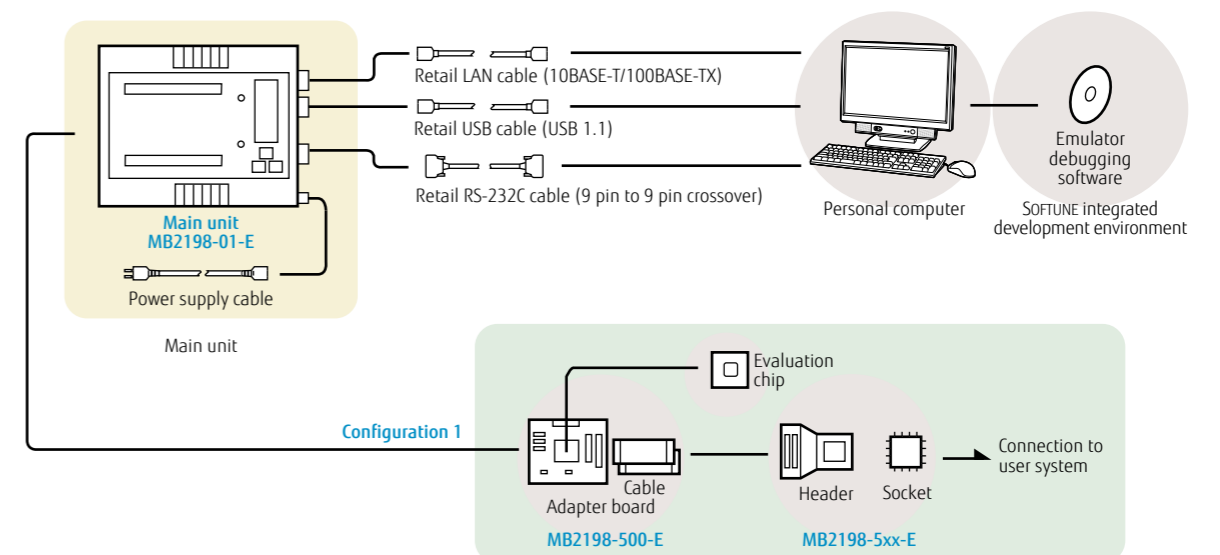 Retail LAN cable (10BASE-T/100BASE-TX)
Retail USB cable (USB 1.1)
Retail RS-232C cable (9 pin to 9 pin crossover)
Main unit
MB2198-01-E
Power supply cable
Main unit
Personal computer
Emulator
debugging
software
SOFTUNE integrated
development environment
Evaluation
chip
Configuration 1
Cable
Adapter board
MB2198-500-E
Header
Socket
MB2198-5xx-E
Connection to
user system